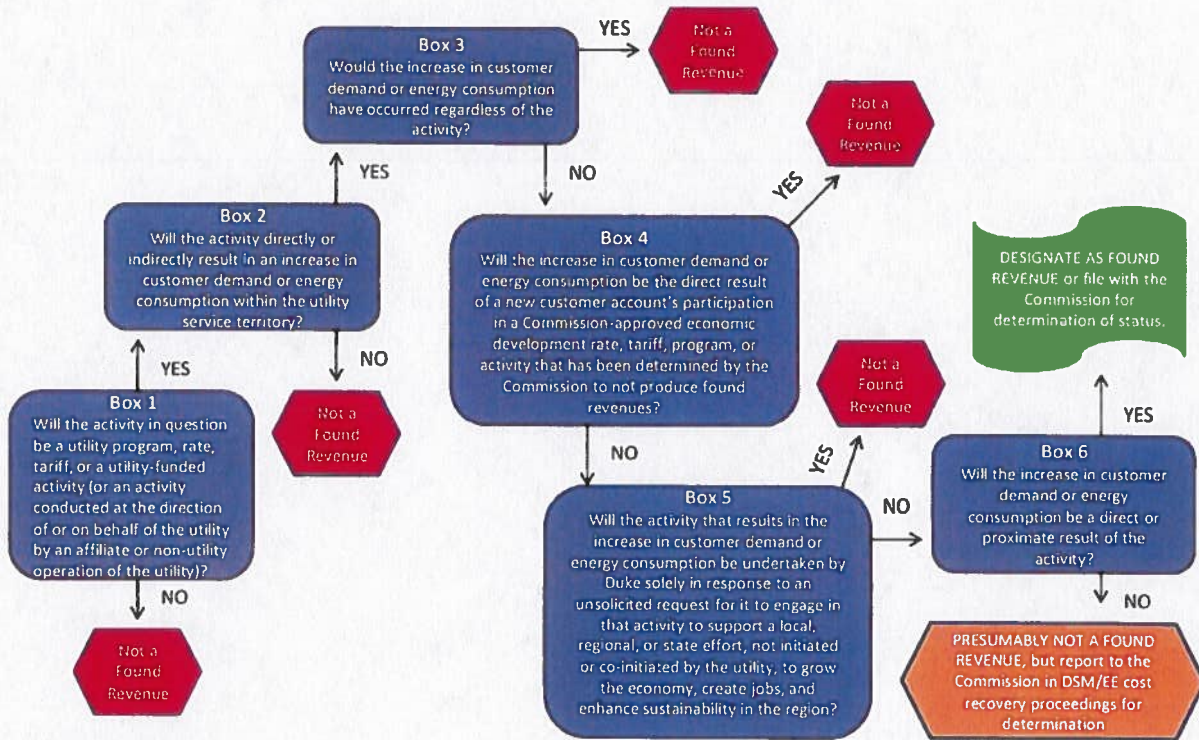 Box 1
Will the activity in question
be a utility program, rate,
tariff, or a utility-funded
activity (or an activity
conducted at the direction
of or on behalf of the utility
by an affiliate or non-utility
operation of the utility)?
NO
Not a
Found
Revenue
YES
Box 2
Will the activity directly or
indirectly result in an increase in
customer demand or energy
consumption within the utility
service territory?
NO
Not a
Found
Revenue
YES
Box 3
Would the increase in customer
demand or energy consumption
have occurred regardless of the
activity?
YES
Not a
Found
Revenue
NO
Box 4
Will the increase in customer demand or
energy consumption be the direct result
of a new customer account's participation
in a Commission-approved economic
development rate, tariff, program, or
activity that has been determined by the
Commission to not produce found
revenues?
YES
Not a
Found
Revenue
NO
Box 5
Will the activity that results in the
increase in customer demand or
energy consumption be undertaken by
Duke solely in response to an
unsolicited request for it to engage in
that activity to support a local,
regional, or state effort, not initiated
or co-initiated by the utility, to grow
the economy, create jobs, and
enhance sustainability in the region?
YES
Not a
Found
Revenue
NO
Box 6
Will the increase in customer
demand or energy
consumption be a direct or
proximate result of the
activity?
YES
DESIGNATE AS FOUND
REVENUE or file with the
Commission for
determination of status.
NO
PRESUMABLY NOT A FOUND
REVENUE, but report to the
Commission in DSM/EE cost
recovery proceedings for
determination